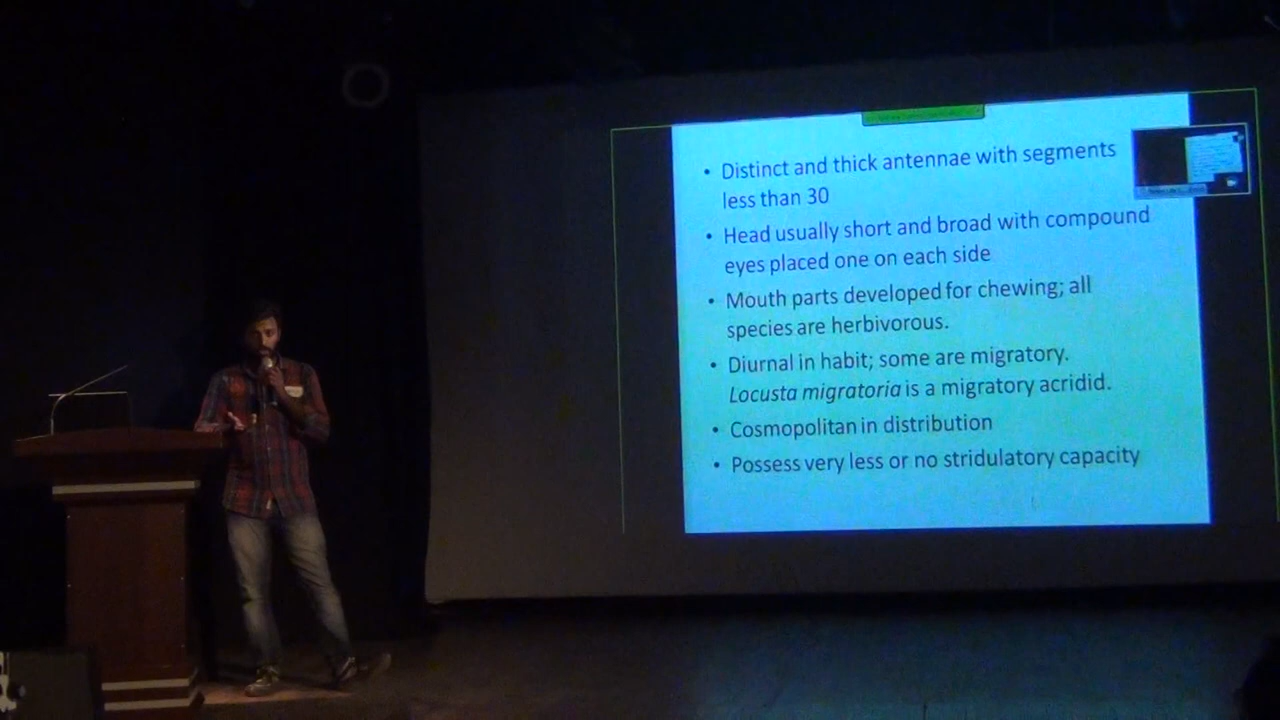 • Distinct and thick antennae with segments
less than 30
• Head usually short and broad with compound
eyes placed one on each side
• Mouth parts developed for chewing; all
species are herbivorous.
• Diurnal in habit; some are migratory.
Locusta migratoria is a migratory acridid.
• Cosmopolitan in distribution
• Possess very less or no stridulatory capacity